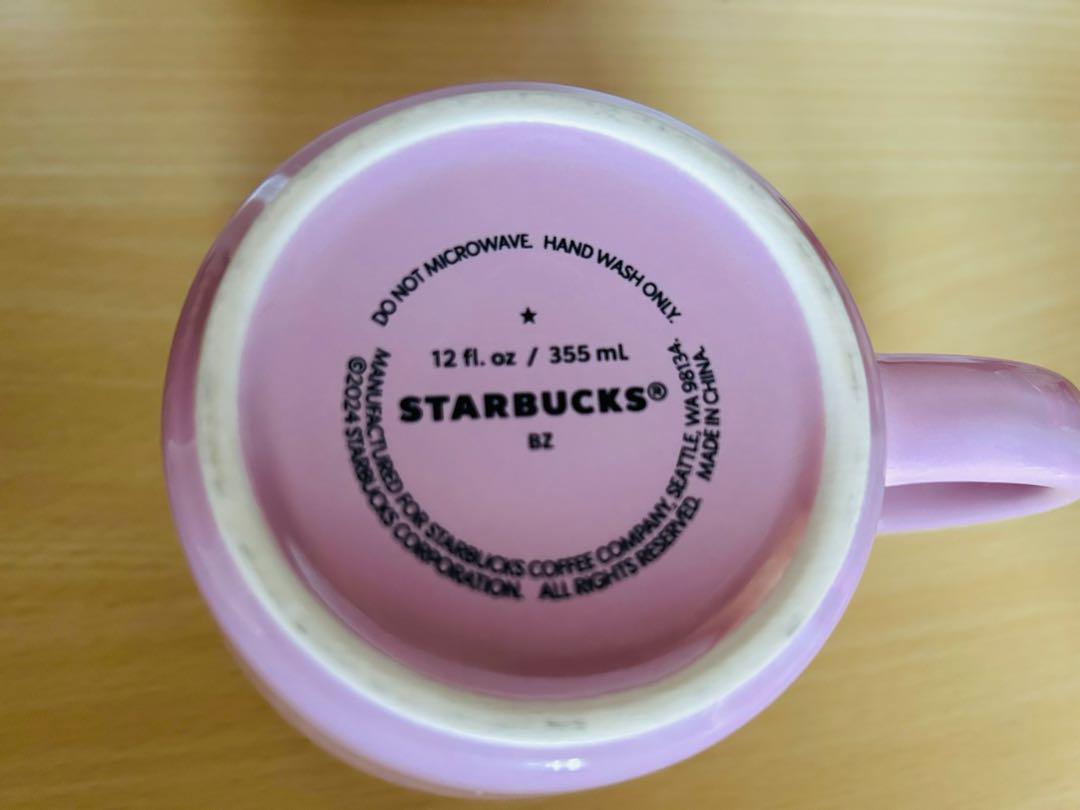 DO NOT MICROWAVE. HAND WASH ONLY.
★
12 fl. oz / 355 mL
STARBUCKS®
BZ
MANUFACTURED FOR STARBUCKS COFFEE COMPANY, SEATTLE, WA 98134.
©2024 STARBUCKS CORPORATION. ALL RIGHTS RESERVED. MADE IN CHINA.